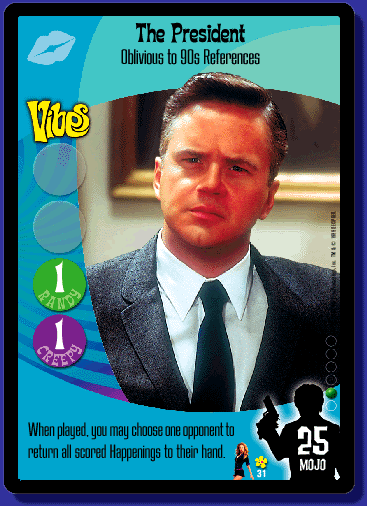 The President
Oblivious to 90s References
Vibes
1
RANDY
1
CREEPY
When played, you may choose one opponent to
return all scored Happenings to their hand.
31
25
MOJO